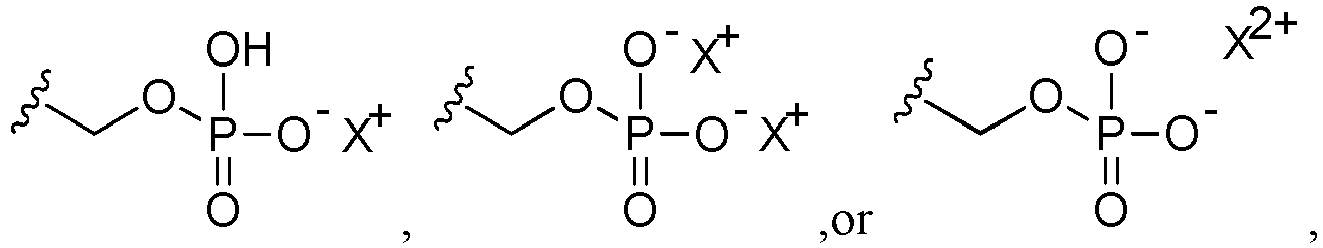 OH O⁻ X⁺ O⁻ X²⁺
O P O⁻ X⁺ O P O⁻ X⁺ O P O⁻
O , O ,or O ,